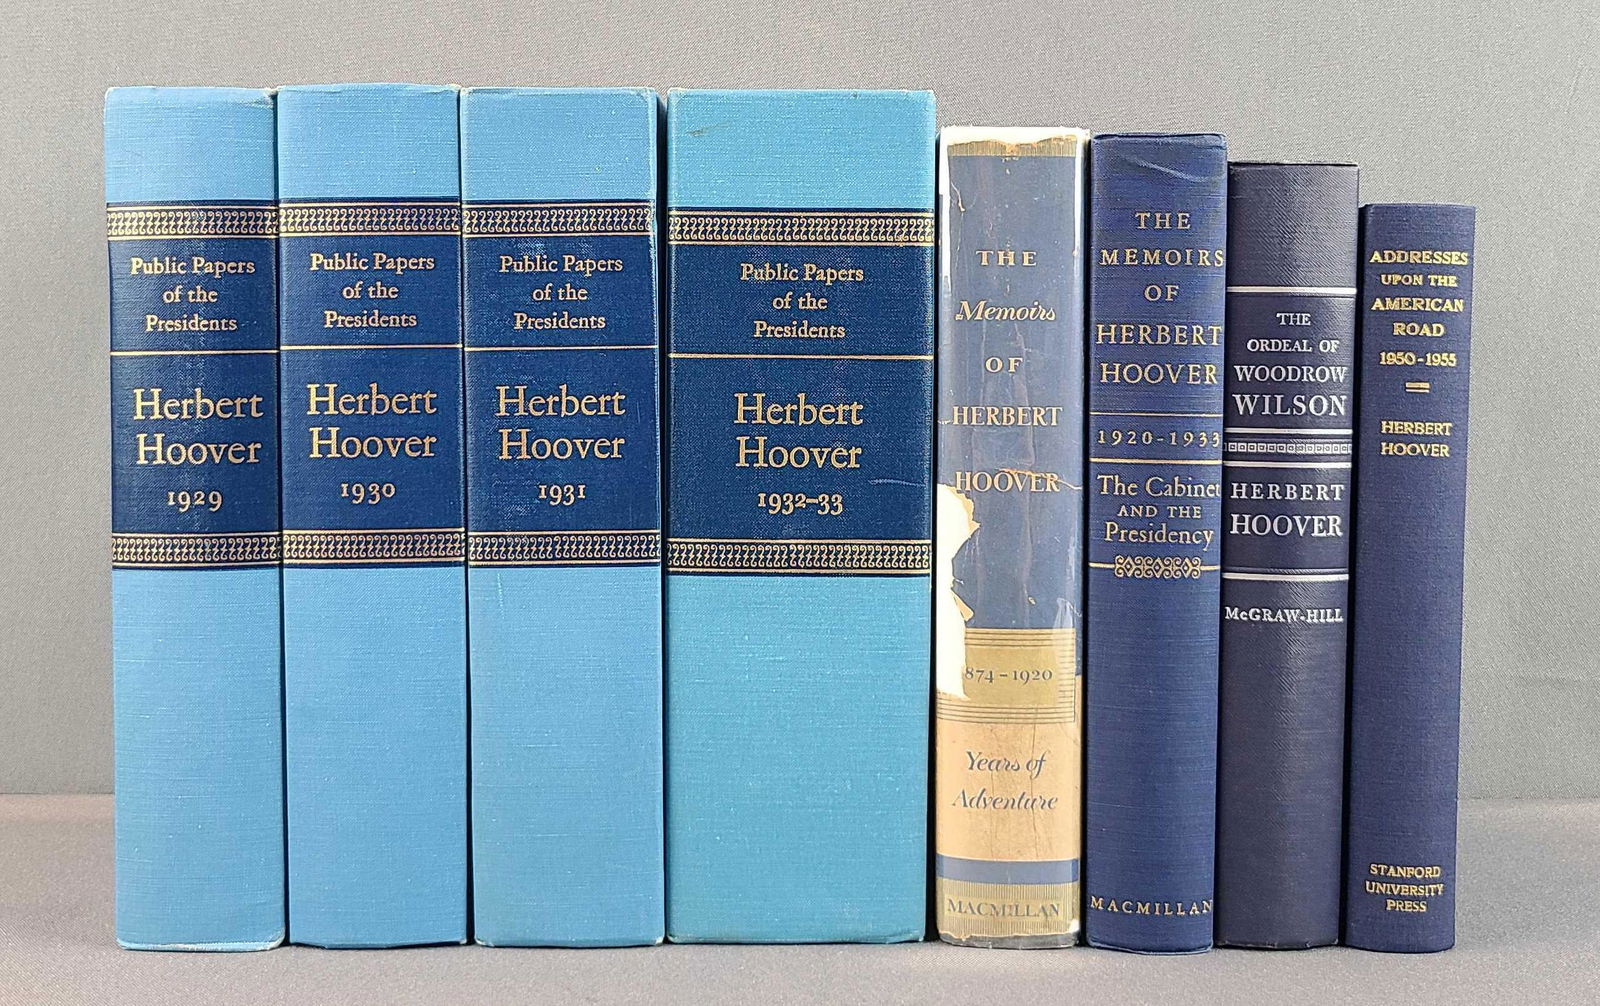 Public Papers
of the
Presidents
Herbert
Hoover
1929
Public Papers
of the
Presidents
Herbert
Hoover
1930
Public Papers
of the
Presidents
Herbert
Hoover
1931
Public Papers
of the
Presidents
Herbert
Hoover
1932-33
THE
Memoirs
OF
HERBERT
HOOVER
874-1920
Years of
Adventure
MACMILLAN
THE
MEMOIRS
OF
HERBERT
HOOVER
1920-1933
The Cabinet
AND THE
Presidency
MACMILLAN
THE
ORDEAL OF
WOODROW
WILSON
HERBERT
HOOVER
McGRAW-HILL
ADDRESSES
UPON THE
AMERICAN
ROAD
1950-1955
HERBERT
HOOVER
STANFORD
UNIVERSITY
PRESS